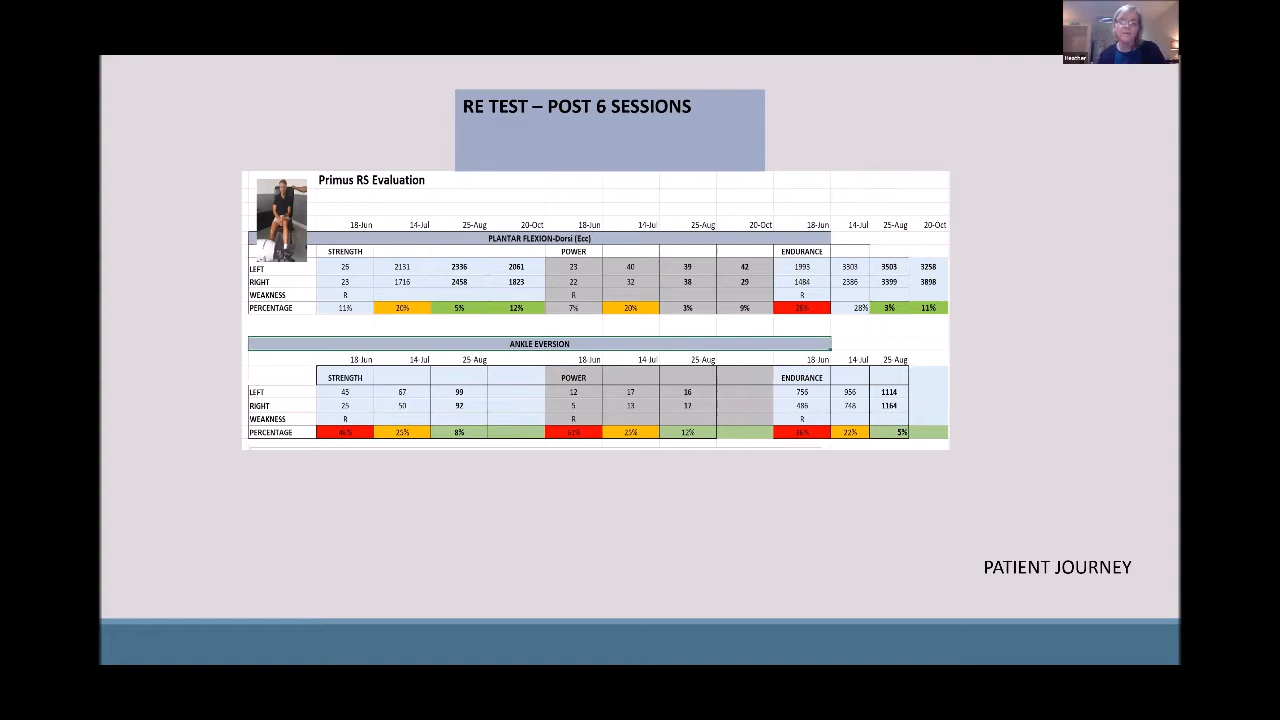 Heather
RE TEST – POST 6 SESSIONS
Primus RS Evaluation
18-Jun 14-Jul 25-Aug 20-Oct 18-Jun 14-Jul 25-Aug 20-Oct 18-Jun 14-Jul 25-Aug 20-Oct
PLANTAR FLEXION-Dorsi (Ecc)
STRENGTH POWER ENDURANCE
LEFT 26 2131 2336 2061 23 40 39 42 1993 3303 3503 3258
RIGHT 23 1716 2458 1823 22 32 38 29 1484 2386 3399 3898
WEAKNESS R R R
PERCENTAGE 11% 20% 5% 12% 7% 20% 3% 9% 28% 3% 11%
ANKLE EVERSION
18-Jun 14-Jul 25-Aug 18-Jun 14-Jul 25-Aug 18-Jun 14-Jul 25-Aug
STRENGTH POWER ENDURANCE
LEFT 45 67 99 12 17 16 756 956 1114
RIGHT 25 50 92 5 13 17 486 748 1164
WEAKNESS R R R
PERCENTAGE 46% 25% 8% 61% 25% 12% 22% 5%
PATIENT JOURNEY